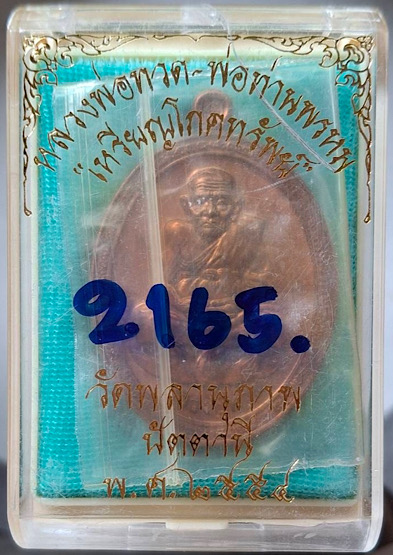 หลวงพ่อทวด-พ่อท่านพรหม
"เหรียญโภคทรัพย์"
2165.
วัดพลานุภาพ
ปัตตานี
พ.ศ.๒๕๕๔